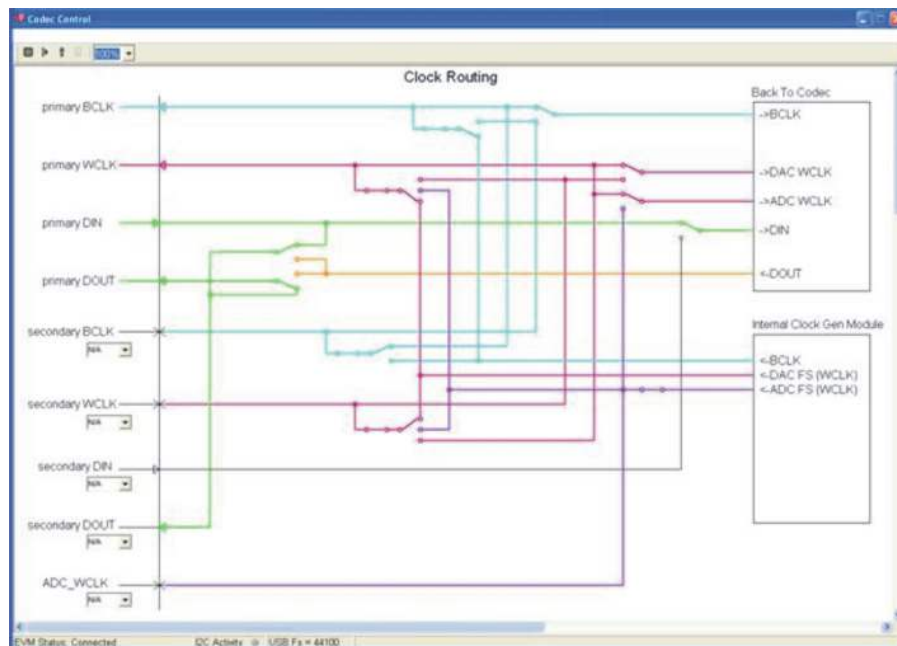 Codec Control
100%
Clock Routing
primary BCLK
primary WCLK
primary DIN
primary DOUT
secondary BCLK
N/A
secondary WCLK
N/A
secondary DIN
N/A
secondary DOUT
N/A
ADC_WCLK
N/A
Back To Codec
->BCLK
->DAC WCLK
->ADC WCLK
->DIN
<-DOUT
Internal Clock Gen Module
<-BCLK
<-DAC FS (WCLK)
<-ADC FS (WCLK)
EVM Status: Connected
I2C Activity
USB Fs = 44100